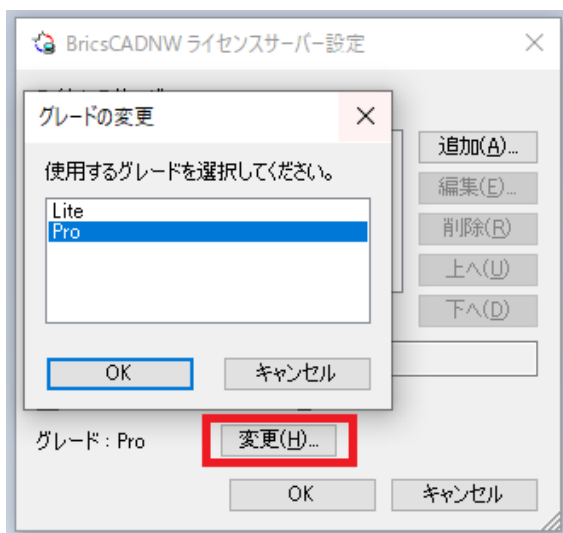 BricsCADNW ライセンスサーバー設定
グレードの変更
使用するグレードを選択してください。
Lite
Pro
OK
キャンセル
追加(A)...
編集(E)...
削除(R)
上へ(U)
下へ(D)
グレード : Pro
変更(H)...
OK
キャンセル